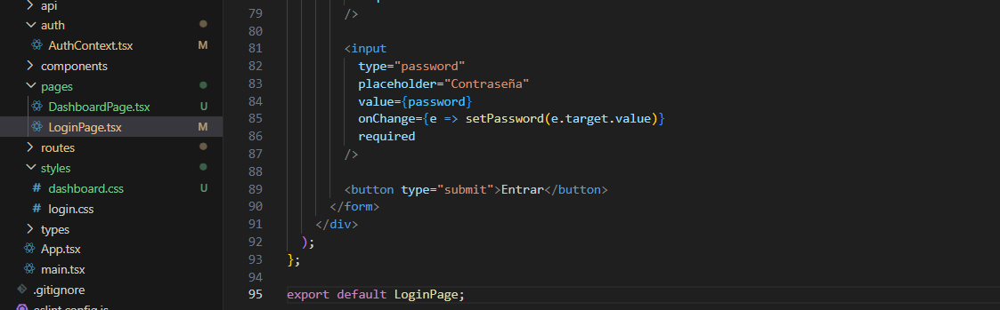 api
auth
AuthContext.tsx M
components
pages
DashboardPage.tsx U
LoginPage.tsx M
routes
styles
# dashboard.css U
# login.css
types
App.tsx
main.tsx
.gitignore
79 />
80
81 <input
82 type="password"
83 placeholder="Contraseña"
84 value={password}
85 onChange={e => setPassword(e.target.value)}
86 required
87 />
88
89 <button type="submit">Entrar</button>
90 </form>
91 </div>
92 );
93 };
94
95 export default LoginPage;